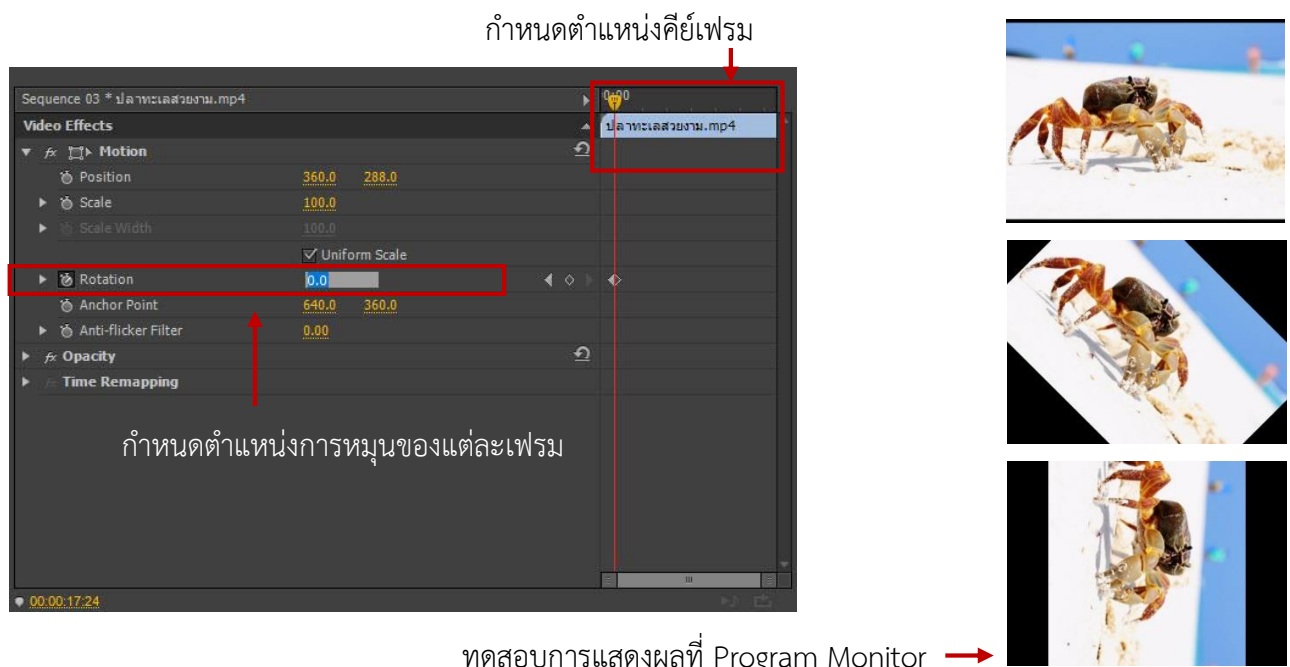 กำหนดตำแหน่งคีย์เฟรม
Sequence 03 * ปลาทะเลสวยงาม.mp4
0:00
Video Effects
ปลาทะเลสวยงาม.mp4
fx Motion
Position 360.0 288.0
Scale 100.0
Scale Width 100.0
Uniform Scale
Rotation 0.0
Anchor Point 640.0 360.0
Anti-flicker Filter 0.00
fx Opacity
fx Time Remapping
กำหนดตำแหน่งการหมุนของแต่ละเฟรม
00:00:17:24
ทดสอบการแสดงผลที่ Program Monitor